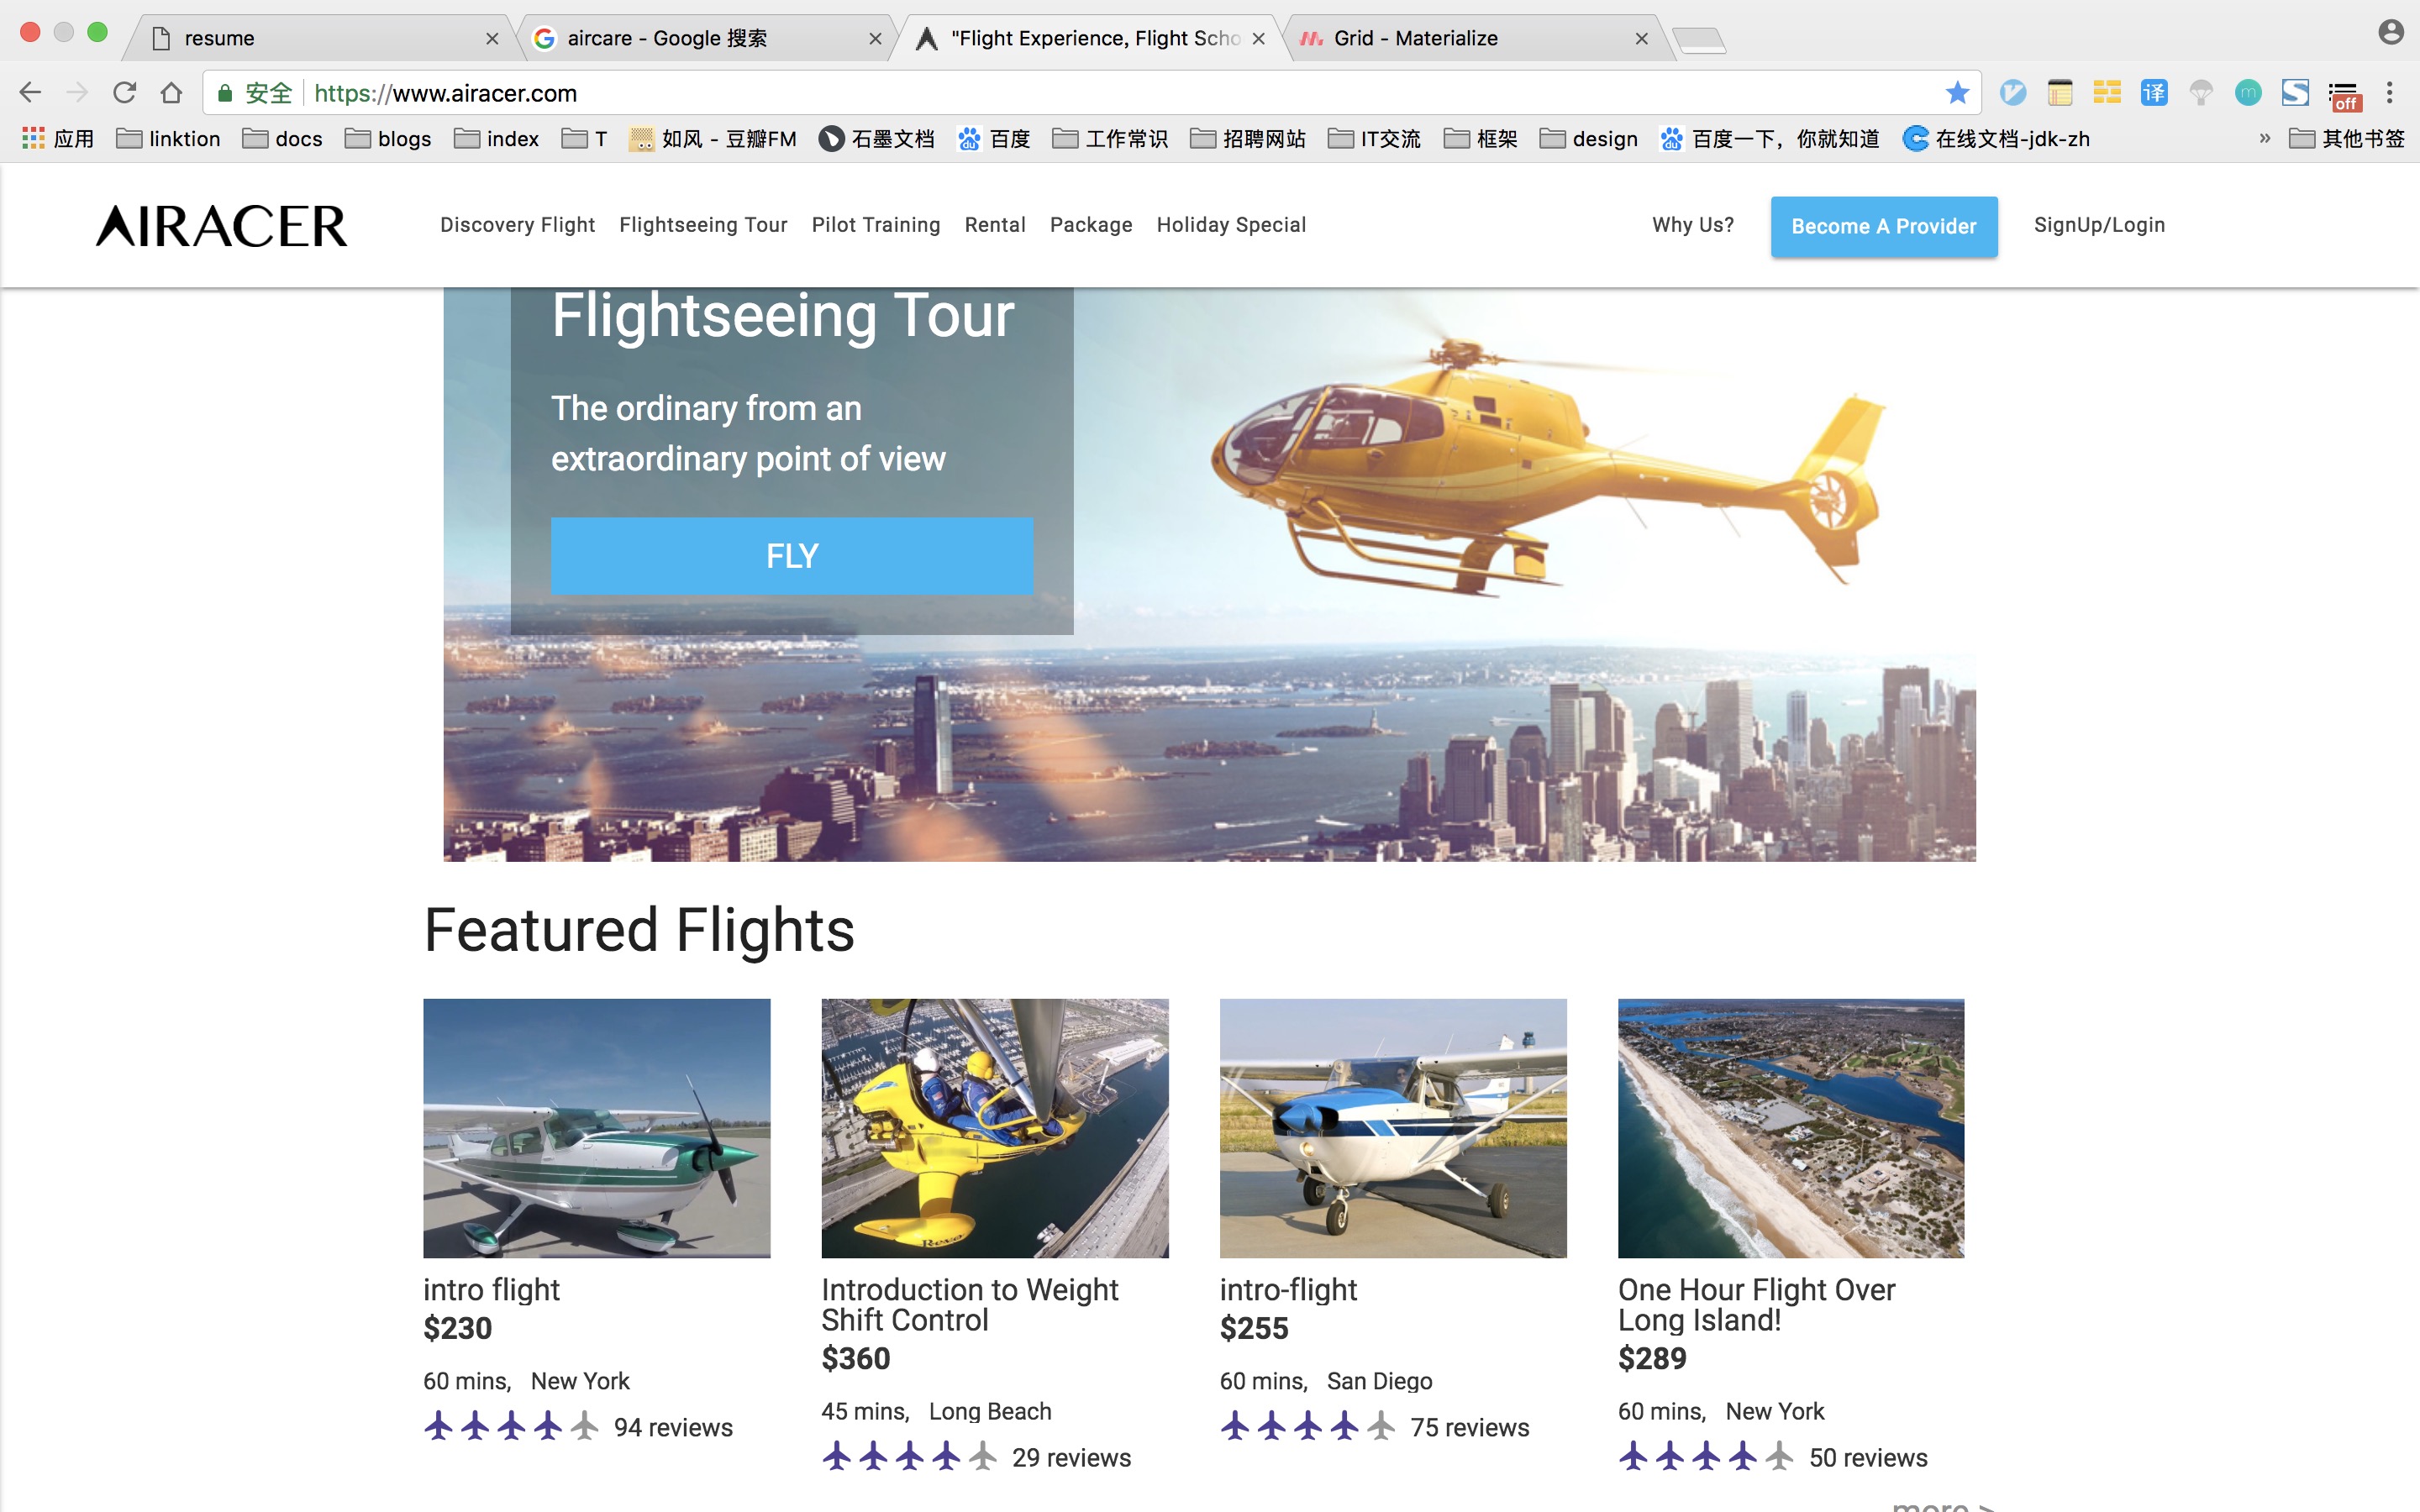 resume
aircare - Google 搜索
"Flight Experience, Flight Scho
Grid - Materialize
安全 https://www.airacer.com
译
m
off
应用 linktion docs blogs index T 如风 - 豆瓣FM 石墨文档 百度 工作常识 招聘网站 IT交流 框架 design 百度一下，你就知道 在线文档-jdk-zh » 其他书签
AIRACER
Discovery Flight Flightseeing Tour Pilot Training Rental Package Holiday Special Why Us? Become A Provider SignUp/Login
Flightseeing Tour
The ordinary from an
extraordinary point of view
FLY
Featured Flights
Revo
intro flight
$230
60 mins, New York
94 reviews
Introduction to Weight
Shift Control
$360
45 mins, Long Beach
29 reviews
intro-flight
$255
60 mins, San Diego
75 reviews
One Hour Flight Over
Long Island!
$289
60 mins, New York
50 reviews
more >